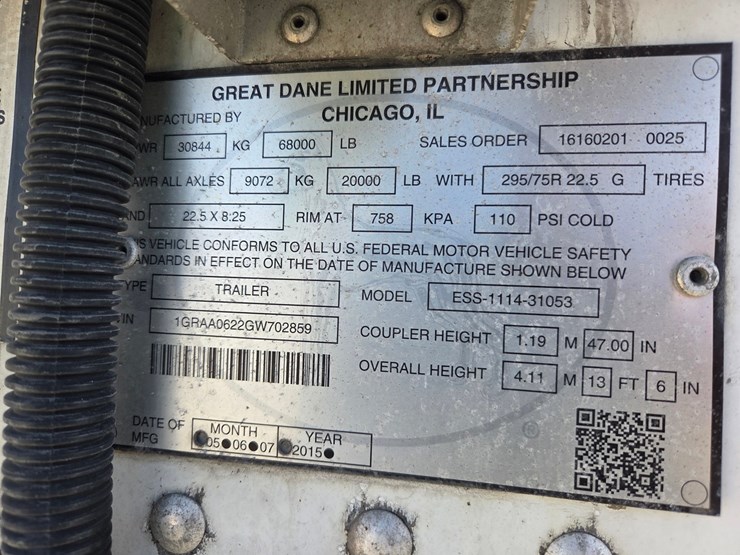 GREAT DANE LIMITED PARTNERSHIP
CHICAGO, IL
NUFACTURED BY
WR 30844 KG 68000 LB SALES ORDER 16160201 0025
AWR ALL AXLES 9072 KG 20000 LB WITH 295/75R 22.5 G TIRES
ND 22.5 X 8:25 RIM AT 758 KPA 110 PSI COLD
S VEHICLE CONFORMS TO ALL U.S. FEDERAL MOTOR VEHICLE SAFETY
ANDARDS IN EFFECT ON THE DATE OF MANUFACTURE SHOWN BELOW
YPE TRAILER MODEL ESS-1114-31053
IN 1GRAA0622GW702859 COUPLER HEIGHT 1.19 M 47.00 IN
OVERALL HEIGHT 4.11 M 13 FT 6 IN
DATE OF MFG MONTH YEAR
05 06 07 2015
®